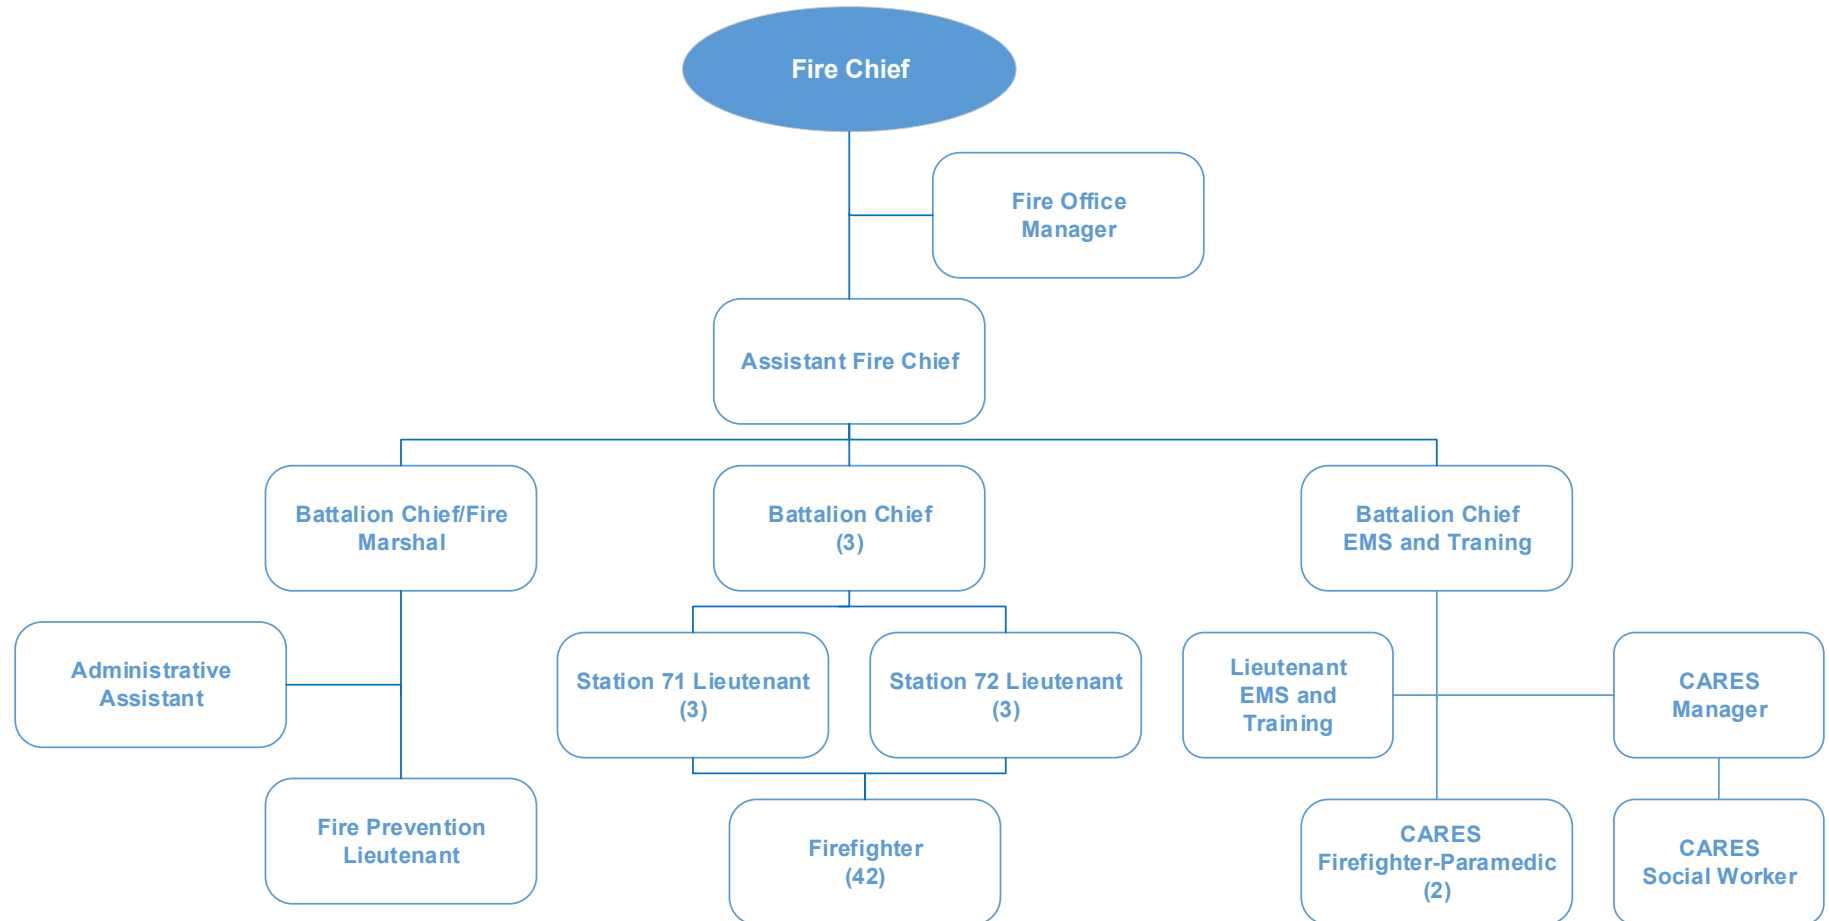 Fire Chief
Fire Office
Manager
Assistant Fire Chief
Battalion Chief/Fire
Marshal
Battalion Chief
(3)
Battalion Chief
EMS and Traning
Administrative
Assistant
Station 71 Lieutenant
(3)
Station 72 Lieutenant
(3)
Lieutenant
EMS and
Training
CARES
Manager
Fire Prevention
Lieutenant
Firefighter
(42)
CARES
Firefighter-Paramedic
(2)
CARES
Social Worker